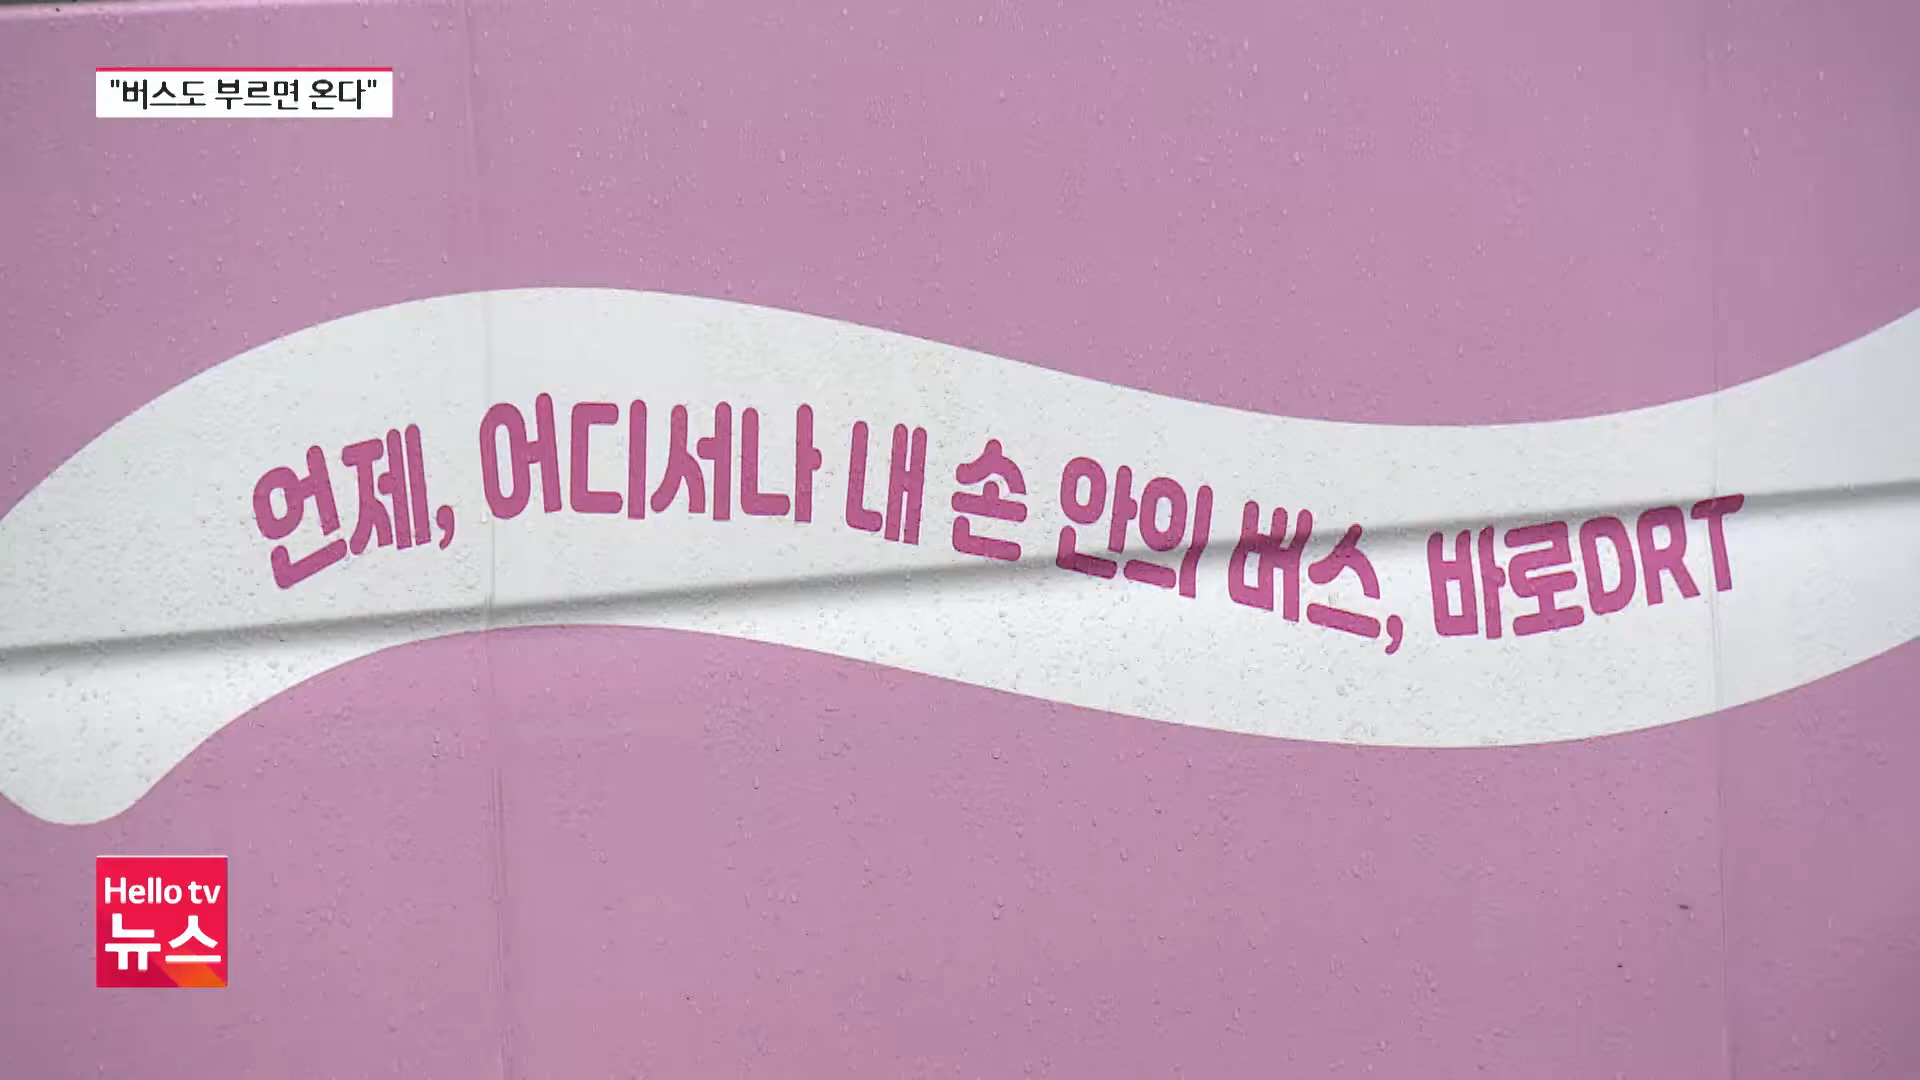 "버스도 부르면 온다"
언제, 어디서나 내 손 안의 버스, 바로DRT
Hello tv
뉴스